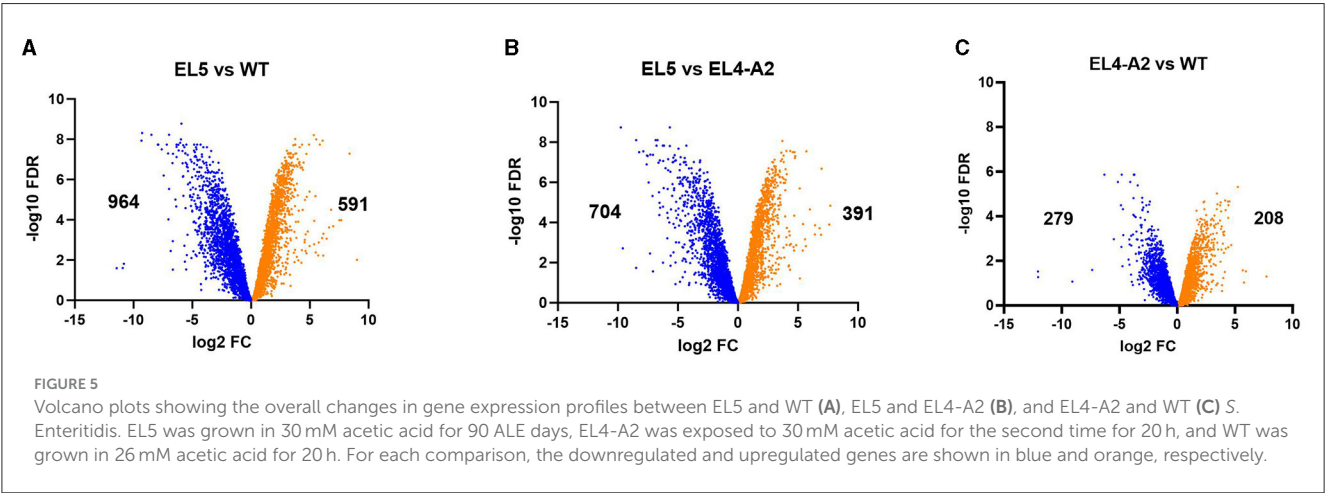 A
EL5 vs WT
10
8
6
4
2
0
-log10 FDR
964
591
-15
-10
-5
0
5
10
log2 FC
B
EL5 vs EL4-A2
10
8
6
4
2
0
-log10 FDR
704
391
-15
-10
-5
0
5
10
log2 FC
C
EL4-A2 vs WT
10
8
6
4
2
0
-log10 FDR
279
208
-15
-10
-5
0
5
10
log2 FC
FIGURE 5
Volcano plots showing the overall changes in gene expression profiles between EL5 and WT (A), EL5 and EL4-A2 (B), and EL4-A2 and WT (C) S.
Enteritidis. EL5 was grown in 30 mM acetic acid for 90 ALE days, EL4-A2 was exposed to 30 mM acetic acid for the second time for 20 h, and WT was
grown in 26 mM acetic acid for 20 h. For each comparison, the downregulated and upregulated genes are shown in blue and orange, respectively.